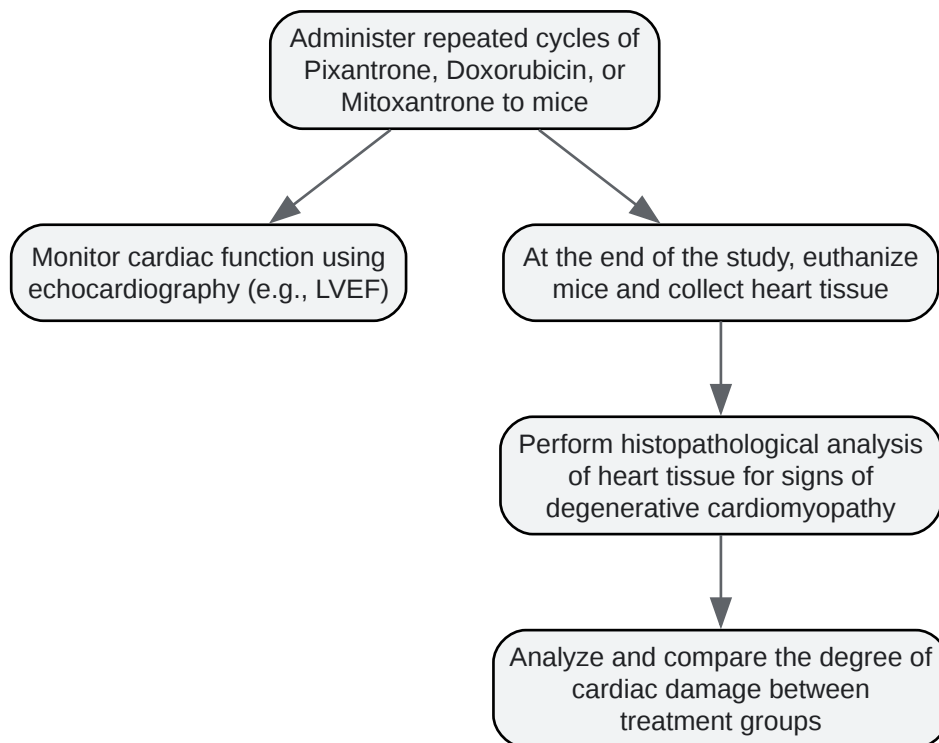 Administer repeated cycles of
Pixantrone, Doxorubicin, or
Mitoxantrone to mice
Monitor cardiac function using
echocardiography (e.g., LVEF)
At the end of the study, euthanize
mice and collect heart tissue
Perform histopathological analysis
of heart tissue for signs of
degenerative cardiomyopathy
Analyze and compare the degree of
cardiac damage between
treatment groups